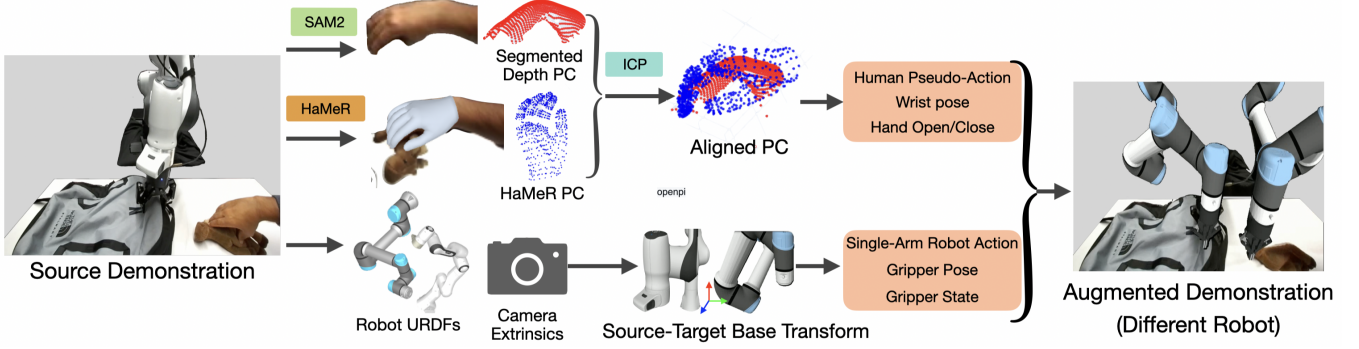 SAM2
HaMeR
Source Demonstration
Segmented
Depth PC
HaMeR PC
ICP
Aligned PC
openpi
Human Pseudo-Action
Wrist pose
Hand Open/Close
Robot URDFs
Camera
Extrinsics
Source-Target Base Transform
Single-Arm Robot Action
Gripper Pose
Gripper State
Augmented Demonstration
(Different Robot)